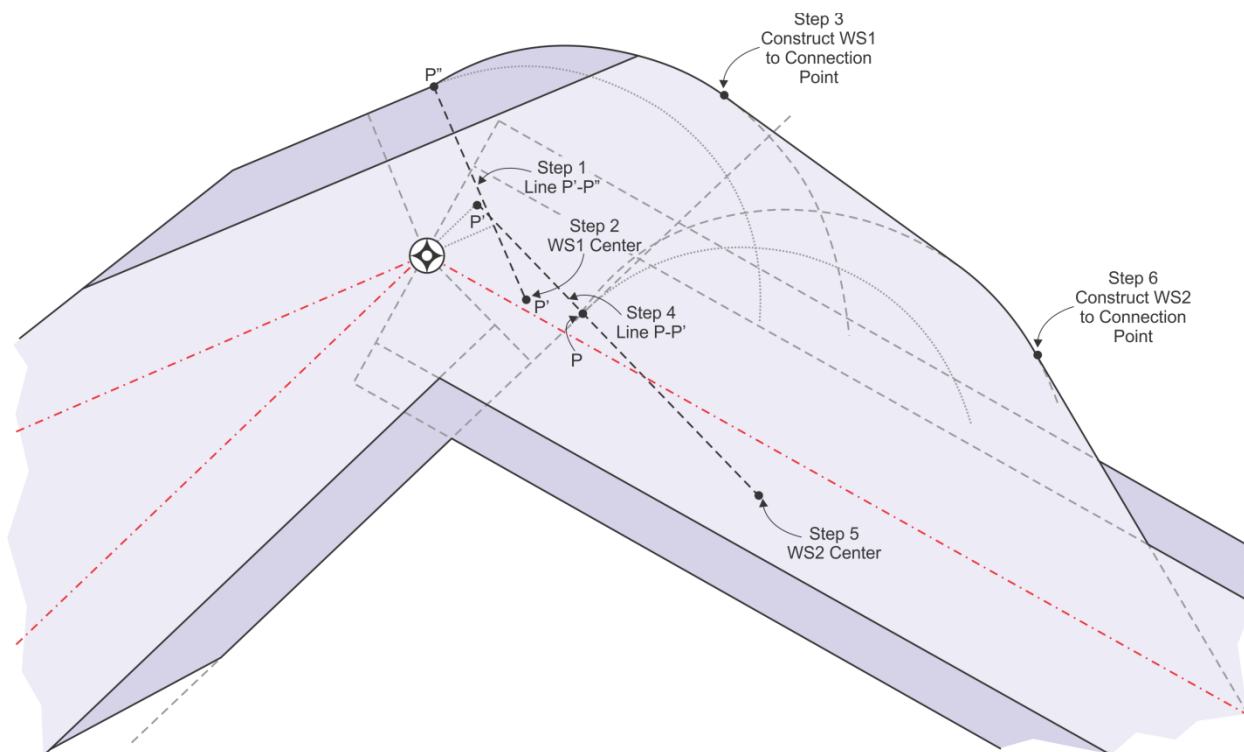 Step 3
Construct WS1
to Connection
Point
P”
Step 1
Line P’-P”
P’
Step 2
WS1 Center
P’
Step 4
Line P-P’
P
Step 6
Construct WS2
to Connection
Point
Step 5
WS2 Center